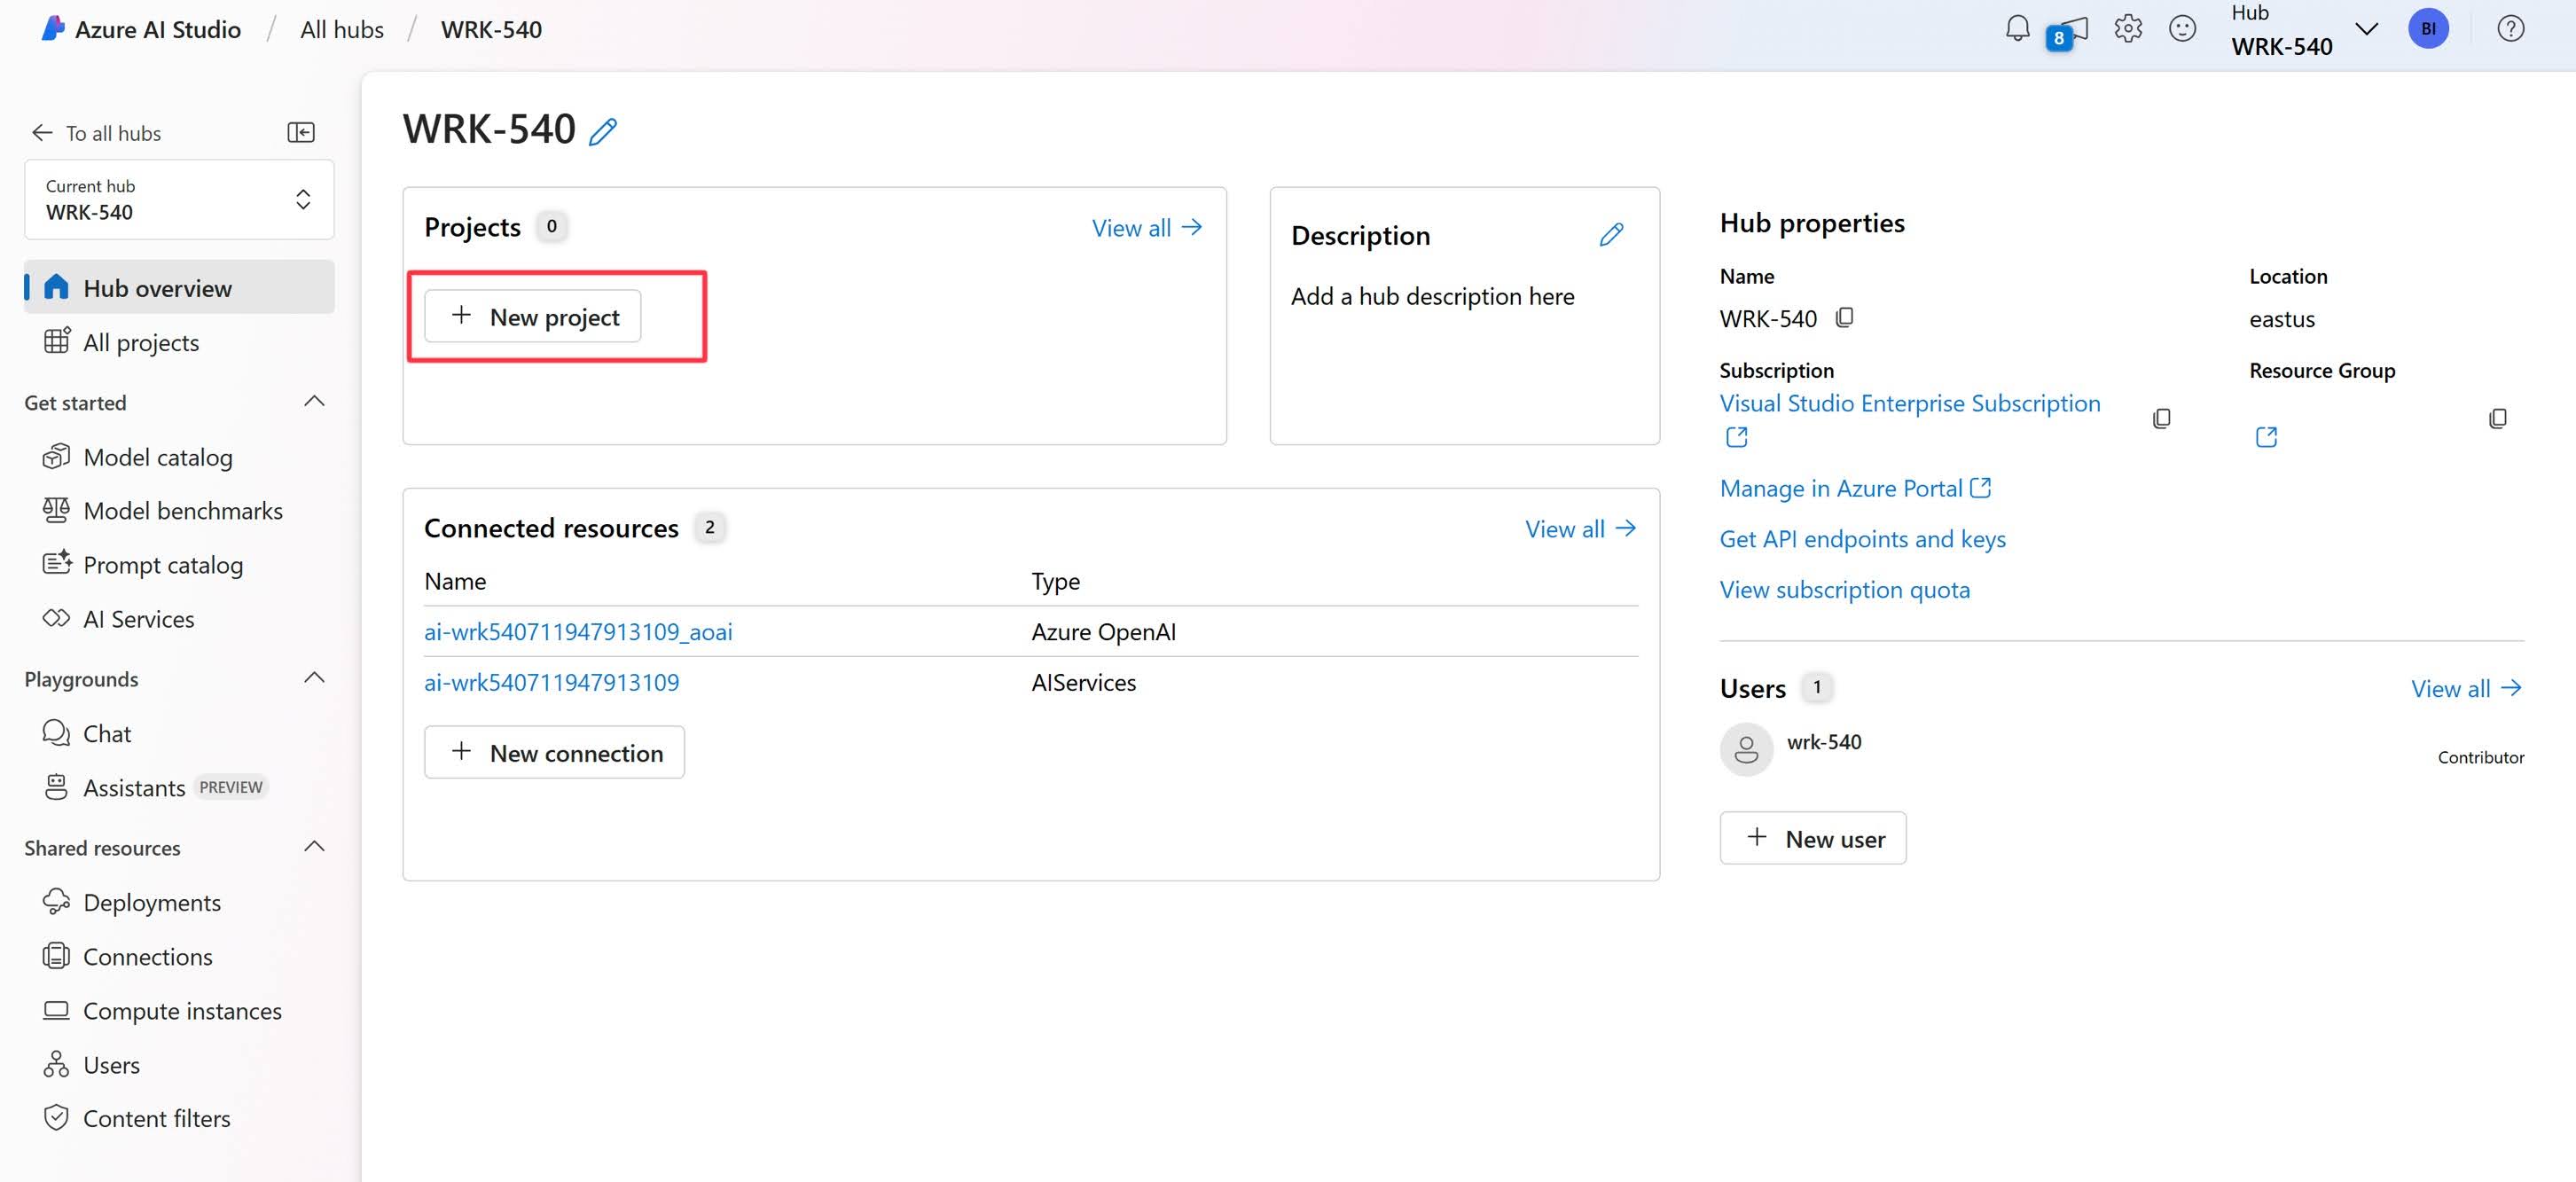 Azure AI Studio / All hubs / WRK-540
8
Hub
WRK-540
BI
To all hubs
Current hub
WRK-540
Hub overview
All projects
Get started
Model catalog
Model benchmarks
Prompt catalog
AI Services
Playgrounds
Chat
Assistants PREVIEW
Shared resources
Deployments
Connections
Compute instances
Users
Content filters
WRK-540
Projects 0
View all
New project
Description
Add a hub description here
Connected resources 2
View all
Name Type
ai-wrk540711947913109_aoai Azure OpenAI
ai-wrk540711947913109 AIServices
New connection
Hub properties
Name Location
WRK-540 eastus
Subscription Resource Group
Visual Studio Enterprise Subscription
Manage in Azure Portal
Get API endpoints and keys
View subscription quota
Users 1
View all
wrk-540
Contributor
New user